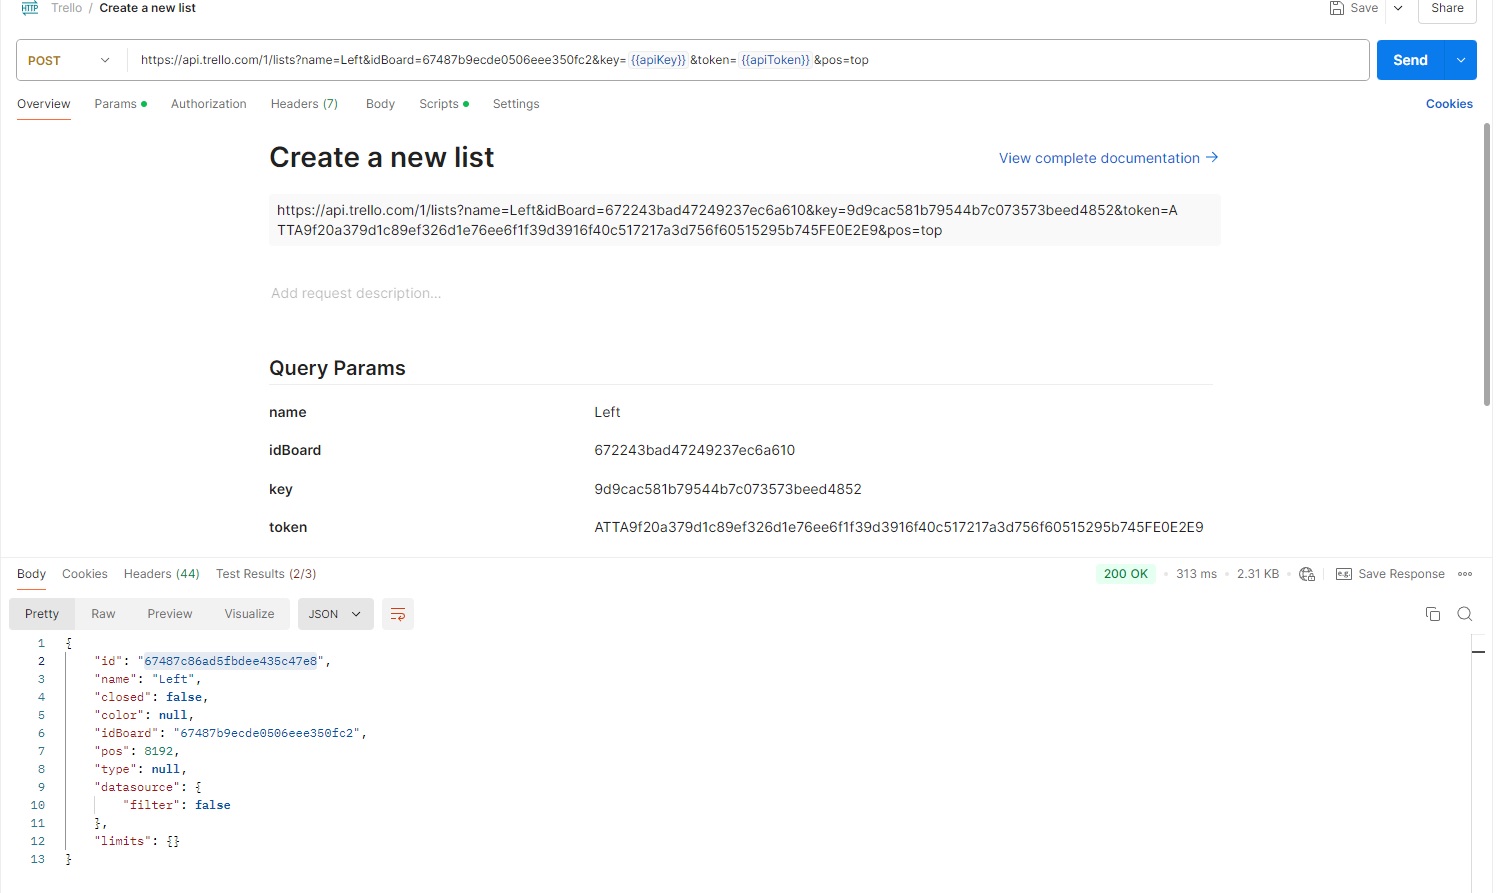 HTTP Trello / Create a new list Save Share
POST https://api.trello.com/1/lists?name=Left&idBoard=67487b9ecde0506eee350fc2&key= {{apiKey}} &token= {{apiToken}} &pos=top Send
Overview Params Authorization Headers (7) Body Scripts Settings Cookies
Create a new list View complete documentation →
https://api.trello.com/1/lists?name=Left&idBoard=672243bad47249237ec6a610&key=9d9cac581b79544b7c073573beed4852&token=A
TTA9f20a379d1c89ef326d1e76ee6f1f39d3916f40c517217a3d756f60515295b745FE0E2E9&pos=top
Add request description...
Query Params
name Left
idBoard 672243bad47249237ec6a610
key 9d9cac581b79544b7c073573beed4852
token ATTA9f20a379d1c89ef326d1e76ee6f1f39d3916f40c517217a3d756f60515295b745FE0E2E9
Body Cookies Headers (44) Test Results (2/3) 200 OK • 313 ms • 2.31 KB • e.g. Save Response
Pretty Raw Preview Visualize JSON
1 {
2 "id": "67487c86ad5fbdee435c47e8",
3 "name": "Left",
4 "closed": false,
5 "color": null,
6 "idBoard": "67487b9ecde0506eee350fc2",
7 "pos": 8192,
8 "type": null,
9 "datasource": {
10 "filter": false
11 },
12 "limits": {}
13 }